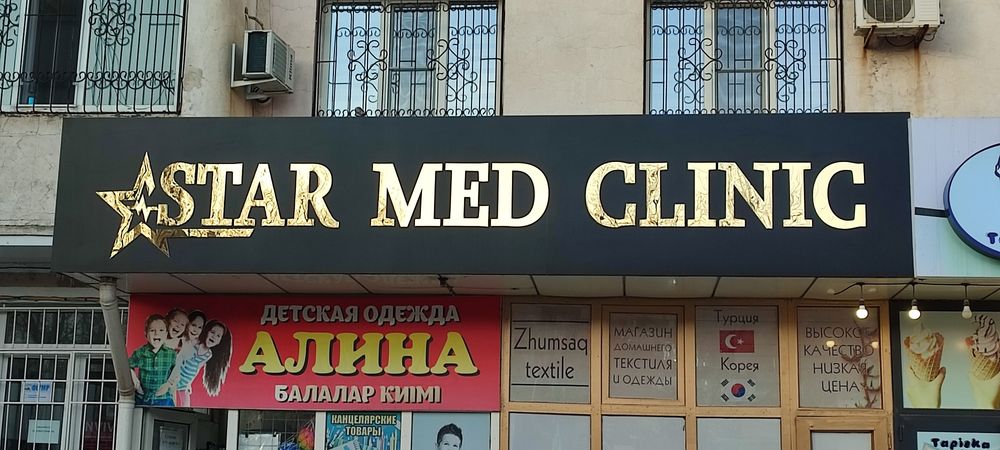 STAR MED CLINIC
ДЕТСКАЯ ОДЕЖДА
АЛИНА
БАЛАЛАР КИІМІ
Zhumsaq
textile
МАГАЗИН
ДОМАШНЕГО
ТЕКСТИЛЯ
И ОДЕЖДЫ
Турция
Корея
ВЫСОКОЕ
КАЧЕСТВО
НИЗКАЯ
ЦЕНА
КАНЦЕЛЯРСКИЕ
ТОВАРЫ
Tapiska